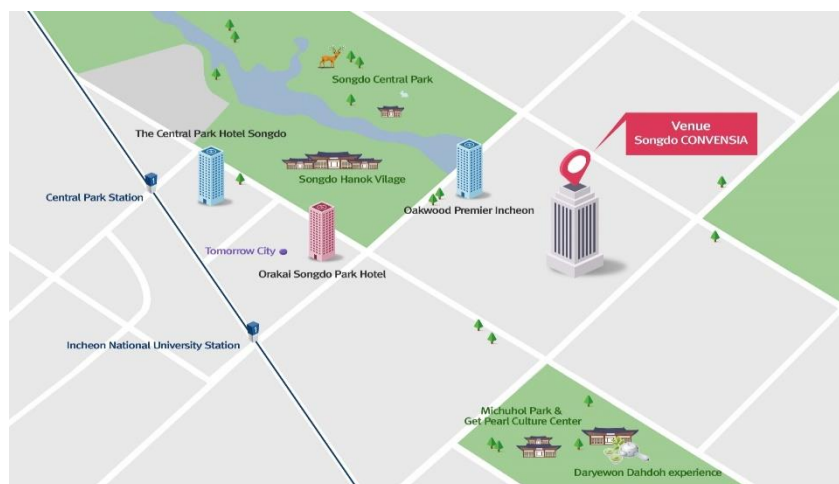 Songdo Central Park
Venue
Songdo CONVENSIA
The Central Park Hotel Songdo
Songdo Hanok Vilage
Central Park Station
Oakwood Premier Incheon
Tomorrow City
Orakai Songdo Park Hotel
Incheon National University Station
Michuhol Park &
Get Pearl Culture Center
Daryewon Dahdoh experience